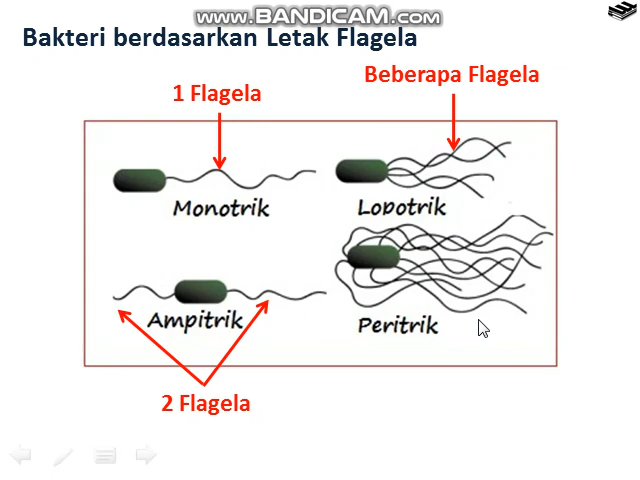 www.BANDICAM.com
Bakteri berdasarkan Letak Flagela
Beberapa Flagela
1 Flagela
Monotrik
Lopotrik
Ampitrik
Peritrik
2 Flagela